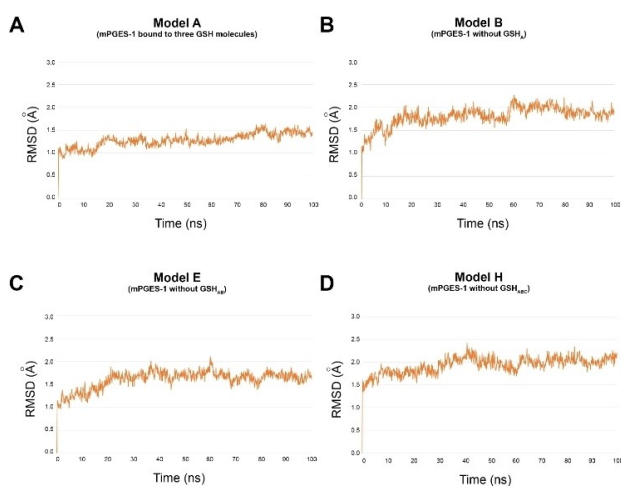 A
Model A
(mPGES-1 bound to three GSH molecules)
3.0
2.5
2.0
1.5
1.0
0.5
0.0
RMSD (Å)
0 10 20 30 40 50 60 70 80 90 100
Time (ns)
B
Model B
(mPGES-1 without GSH_A)
3.0
2.5
2.0
1.5
1.0
0.5
0.0
RMSD (Å)
0 10 20 30 40 50 60 70 80 90 100
Time (ns)
C
Model E
(mPGES-1 without GSH_AB)
3.0
2.5
2.0
1.5
1.0
0.5
0.0
RMSD (Å)
0 10 20 30 40 50 60 70 80 90 100
Time (ns)
D
Model H
(mPGES-1 without GSH_ABC)
3.0
2.5
2.0
1.5
1.0
0.5
0.0
RMSD (Å)
0 10 20 30 40 50 60 70 80 90 100
Time (ns)